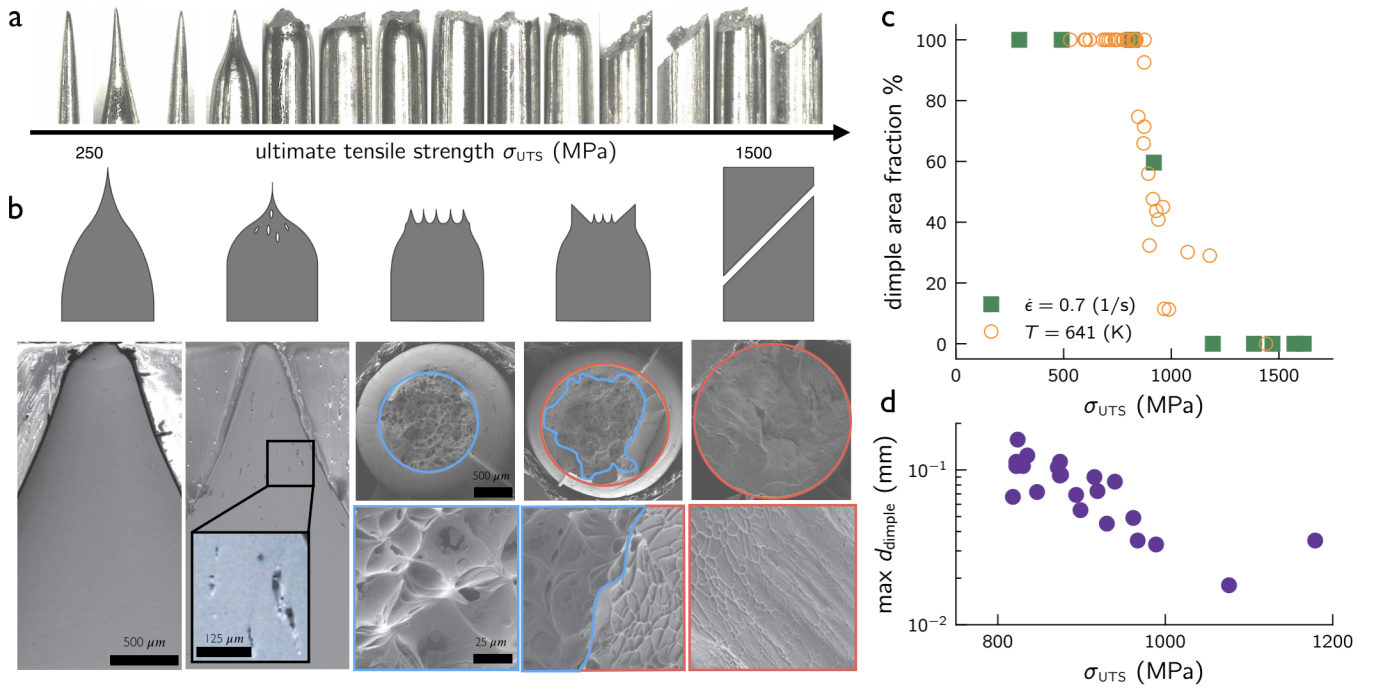 a
ultimate tensile strength σUTS (MPa)
250
1500
b
500 μm
125 μm
500 μm
25 μm
c
dimple area fraction %
100
80
60
40
20
0
ε̇ = 0.7 (1/s)
T = 641 (K)
0
500
1000
1500
σUTS (MPa)
d
max ddimple (mm)
10−1
10−2
800
1000
1200
σUTS (MPa)